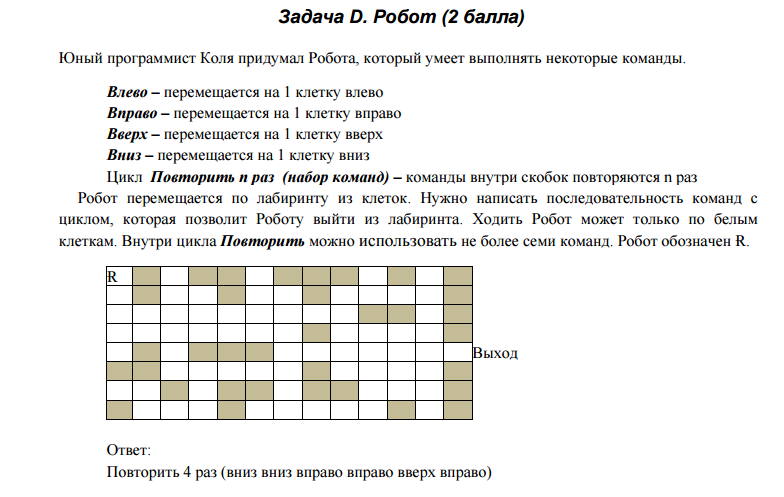 Задача D. Робот (2 балла)
Юный программист Коля придумал Робота, который умеет выполнять некоторые команды.
Влево – перемещается на 1 клетку влево
Вправо – перемещается на 1 клетку вправо
Вверх – перемещается на 1 клетку вверх
Вниз – перемещается на 1 клетку вниз
Цикл Повторить n раз (набор команд) – команды внутри скобок повторяются n раз
Робот перемещается по лабиринту из клеток. Нужно написать последовательность команд с
циклом, которая позволит Роботу выйти из лабиринта. Ходить Робот может только по белым
клеткам. Внутри цикла Повторить можно использовать не более семи команд. Робот обозначен R.
R
Выход
Ответ:
Повторить 4 раз (вниз вниз вправо вправо вверх вправо)